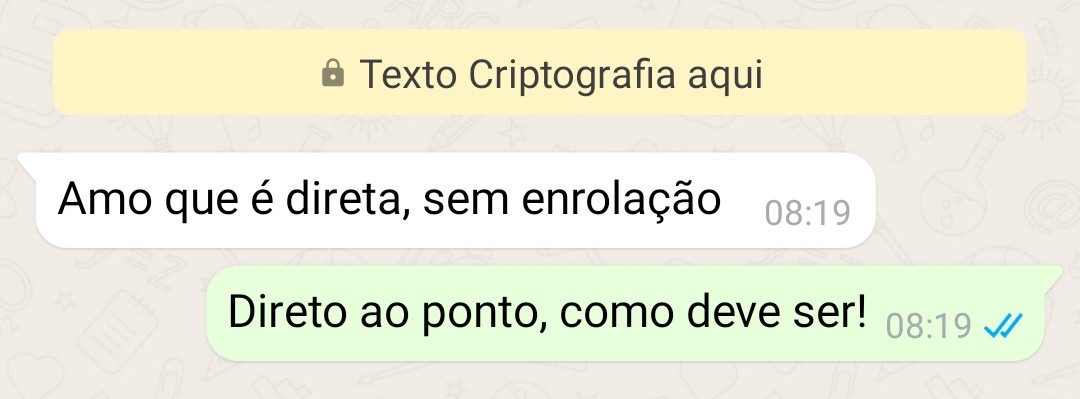 Texto Criptografia aqui
Amo que é direta, sem enrolação 08:19
Direto ao ponto, como deve ser! 08:19